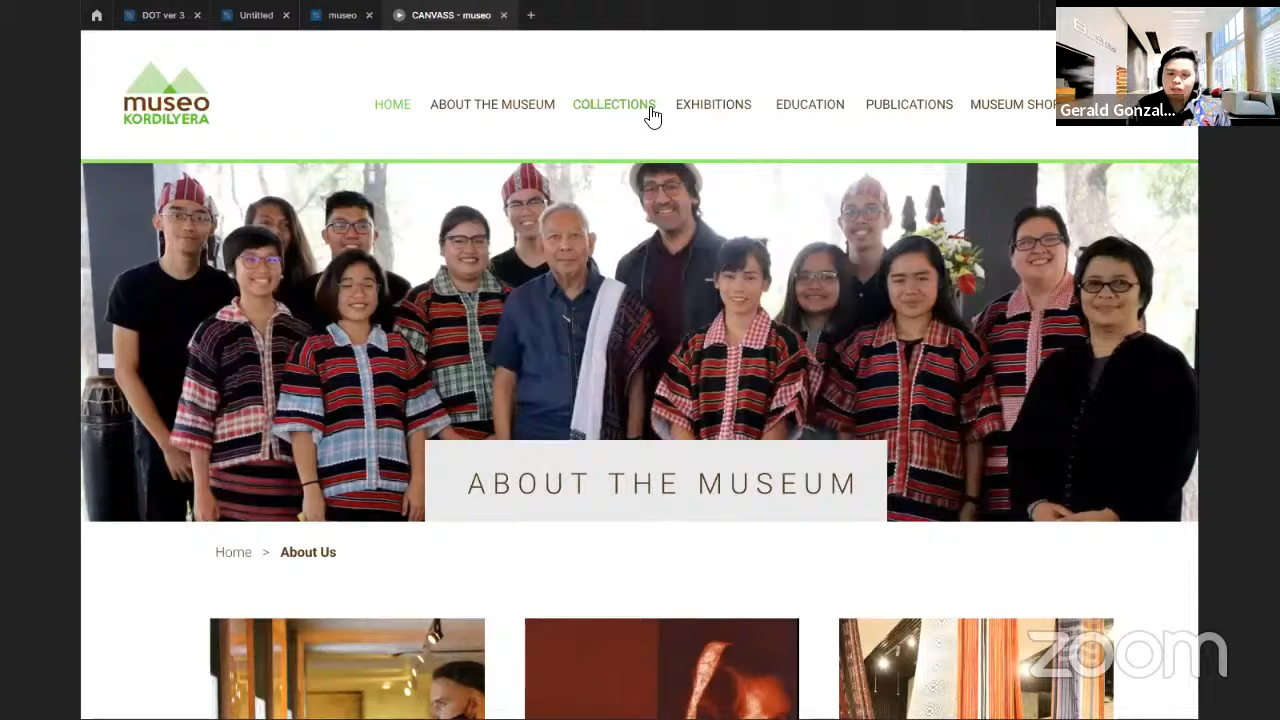 DOT ver 3 Untitled museo CANVASS - museo
museo
KORDILYERA
HOME ABOUT THE MUSEUM COLLECTIONS EXHIBITIONS EDUCATION PUBLICATIONS MUSEUM SHOP
Gerald Gonzal...
ABOUT THE MUSEUM
Home > About Us
zoom